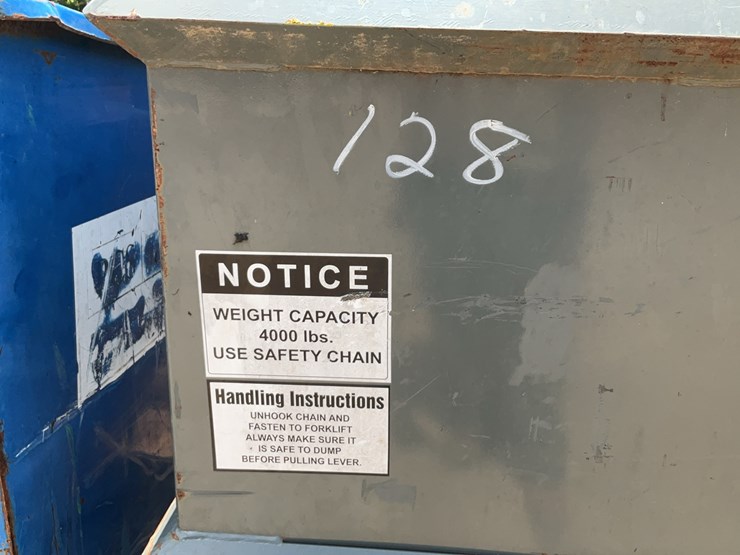 128
NOTICE
WEIGHT CAPACITY
4000 lbs.
USE SAFETY CHAIN
Handling Instructions
UNHOOK CHAIN AND
FASTEN TO FORKLIFT
ALWAYS MAKE SURE IT
IS SAFE TO DUMP
BEFORE PULLING LEVER.